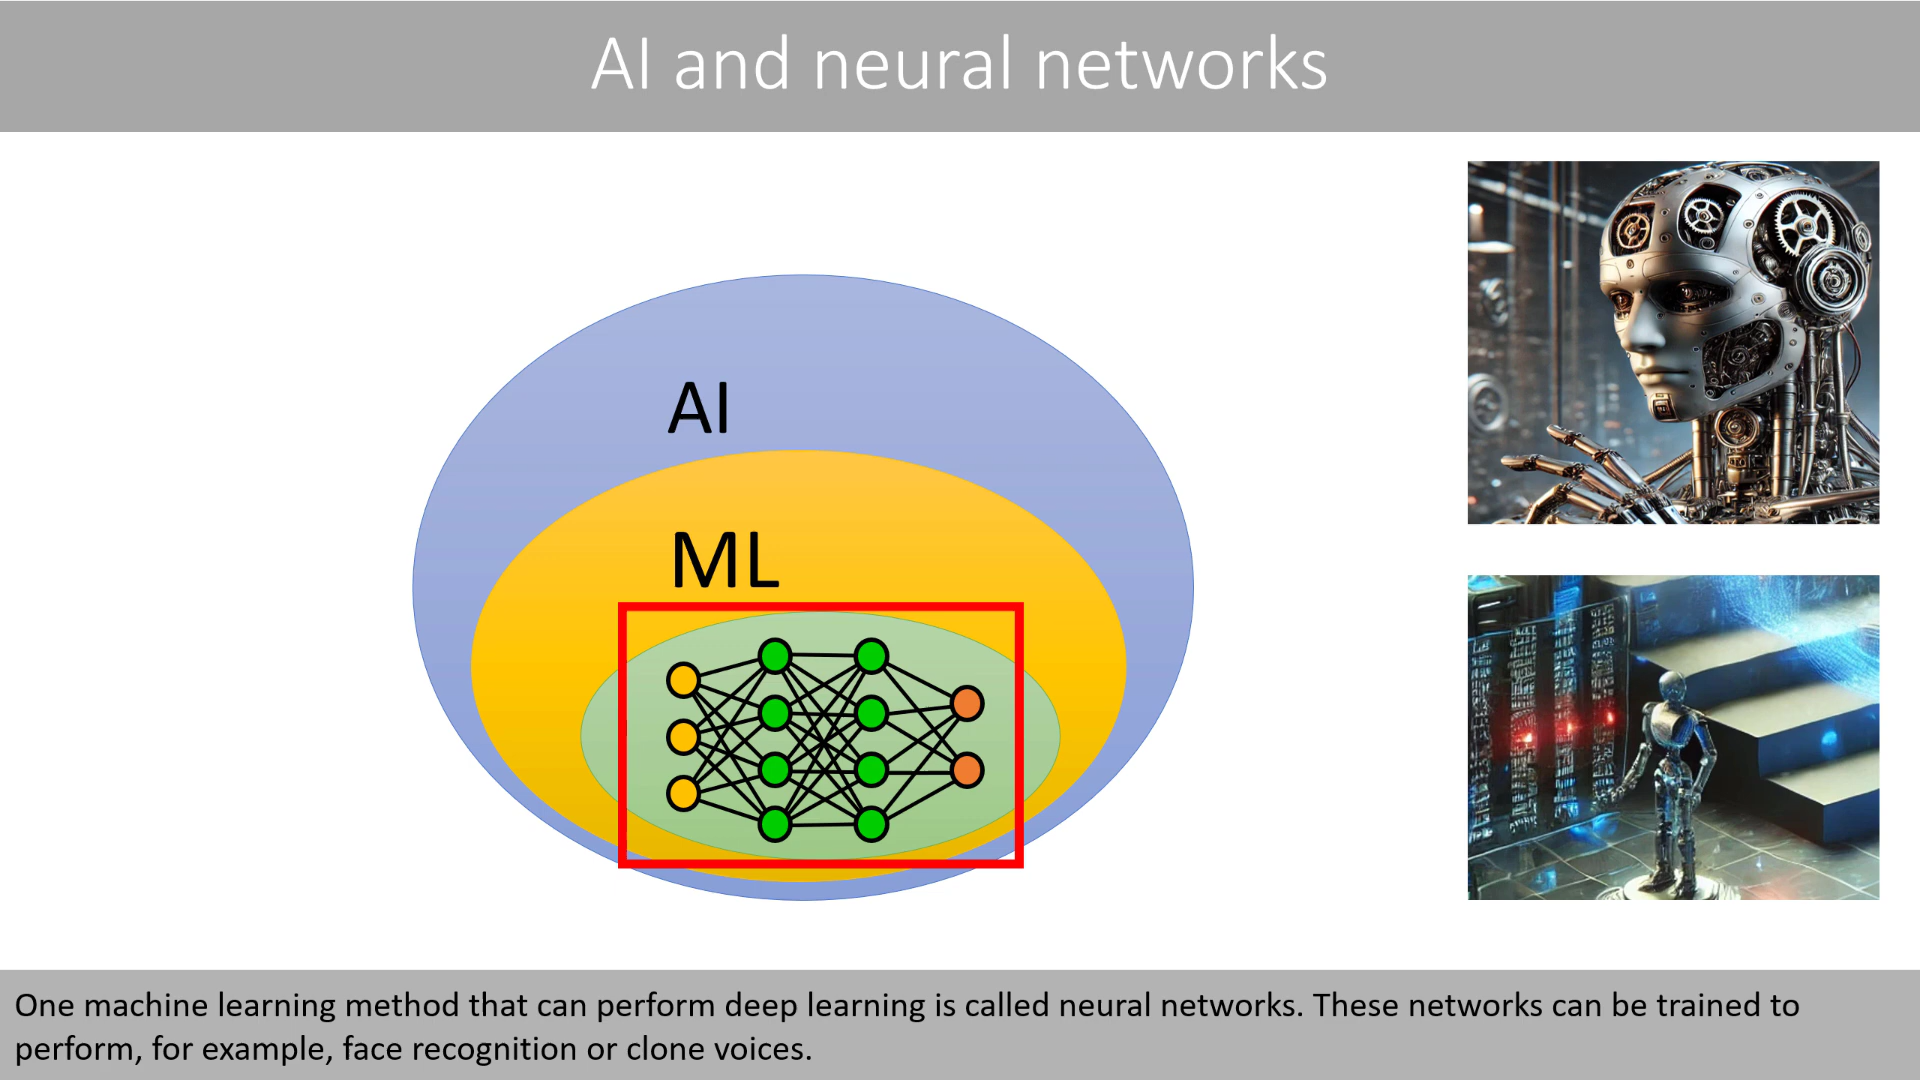 AI and neural networks
AI
ML
One machine learning method that can perform deep learning is called neural networks. These networks can be trained to
perform, for example, face recognition or clone voices.